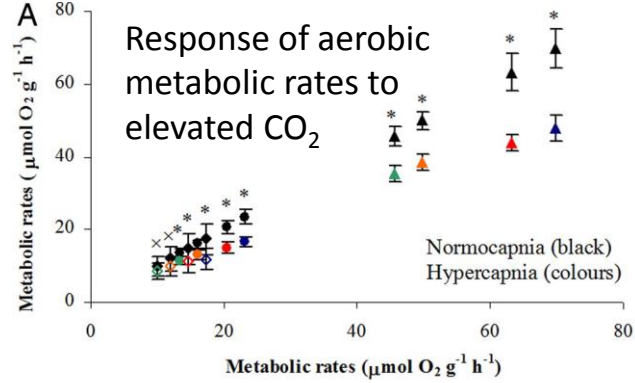 A
Response of aerobic
metabolic rates to
elevated CO₂
Metabolic rates ( μmol O₂ g⁻¹ h⁻¹)
80
60
40
20
0
Normocapnia (black)
Hypercapnia (colours)
0 20 40 60 80
Metabolic rates (μmol O₂ g⁻¹ h⁻¹)